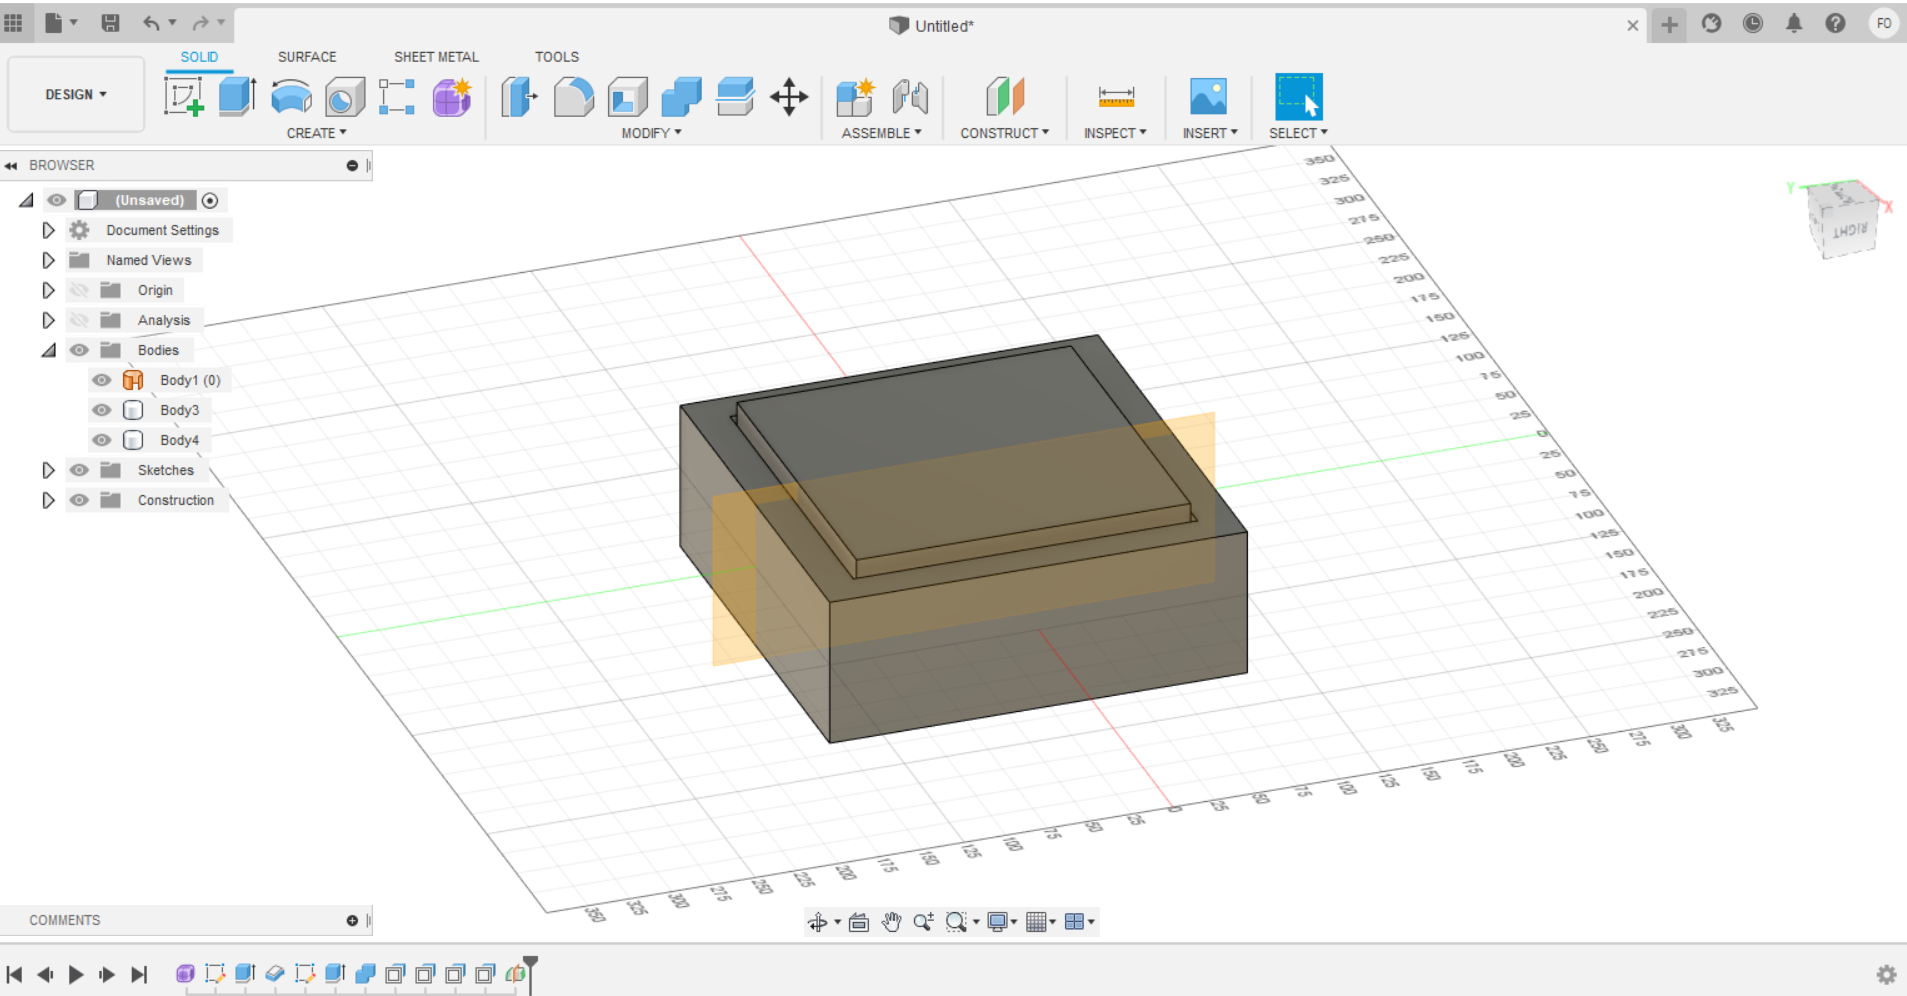 Untitled*
FO
SOLID
SURFACE
SHEET METAL
TOOLS
DESIGN
CREATE
MODIFY
ASSEMBLE
CONSTRUCT
INSPECT
INSERT
SELECT
BROWSER
(Unsaved)
Document Settings
Named Views
Origin
Analysis
Bodies
Body1 (0)
Body3
Body4
Sketches
Construction
Y
X
RIGHT
350
325
300
275
250
225
200
175
150
125
100
75
50
25
0
25
50
75
100
125
150
175
200
225
250
275
300
325
350
325
300
275
250
225
200
175
150
125
100
75
50
25
0
25
50
75
100
125
150
175
200
225
250
275
300
325
COMMENTS